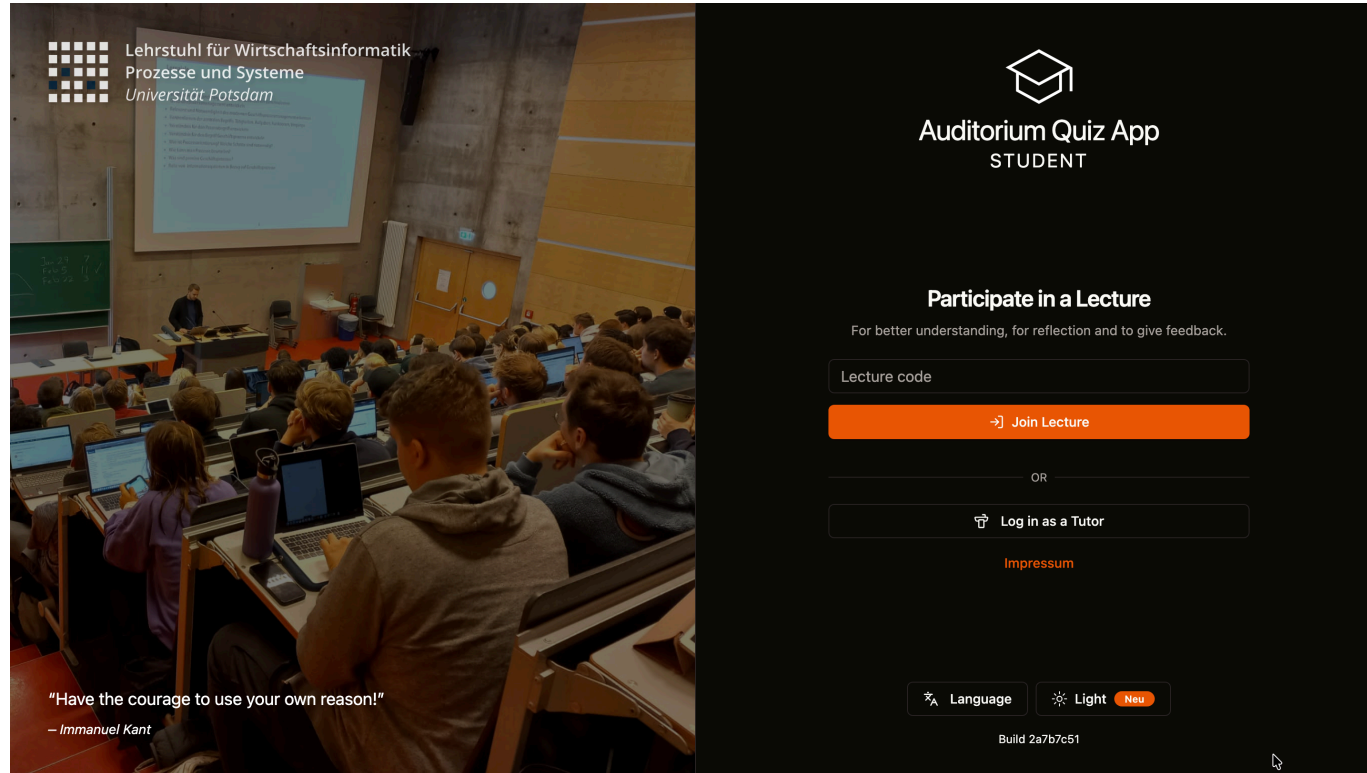 Lehrstuhl für Wirtschaftsinformatik
Prozesse und Systeme
Universität Potsdam
“Have the courage to use your own reason!”
– Immanuel Kant
Auditorium Quiz App
STUDENT
Participate in a Lecture
For better understanding, for reflection and to give feedback.
Lecture code
Join Lecture
OR
Log in as a Tutor
Impressum
Language
Light Neu
Build 2a7b7c51